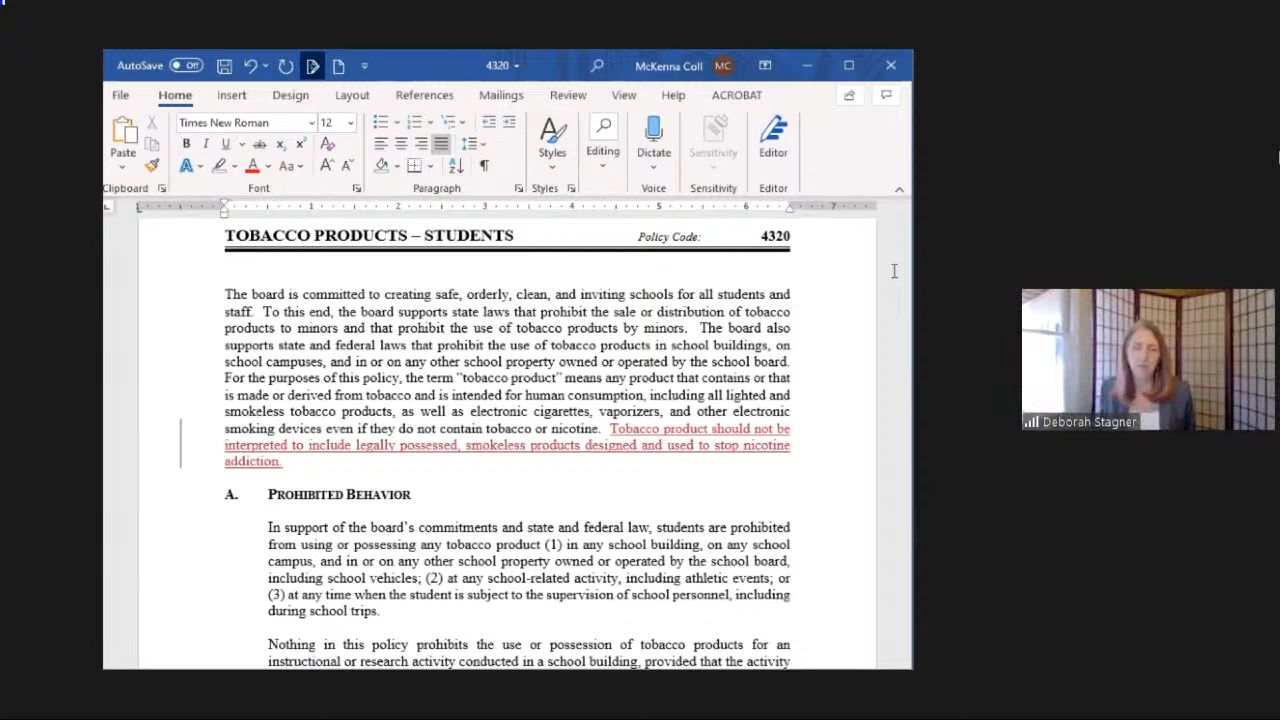 AutoSave Off 4320 McKenna Coll MC
File Home Insert Design Layout References Mailings Review View Help ACROBAT
Times New Roman 12
Paste Styles Editing Dictate Sensitivity Editor
B I U ab x₂ x²
A A Aa A A
Clipboard Font Paragraph Styles Voice Sensitivity Editor
1 2 3 4 5 6 7
TOBACCO PRODUCTS – STUDENTS Policy Code: 4320
The board is committed to creating safe, orderly, clean, and inviting schools for all students and
staff. To this end, the board supports state laws that prohibit the sale or distribution of tobacco
products to minors and that prohibit the use of tobacco products by minors. The board also
supports state and federal laws that prohibit the use of tobacco products in school buildings, on
school campuses, and in or on any other school property owned or operated by the school board.
For the purposes of this policy, the term “tobacco product” means any product that contains or that
is made or derived from tobacco and is intended for human consumption, including all lighted and
smokeless tobacco products, as well as electronic cigarettes, vaporizers, and other electronic
smoking devices even if they do not contain tobacco or nicotine. Tobacco product should not be
interpreted to include legally possessed, smokeless products designed and used to stop nicotine
addiction.
A. PROHIBITED BEHAVIOR
In support of the board’s commitments and state and federal law, students are prohibited
from using or possessing any tobacco product (1) in any school building, on any school
campus, and in or on any other school property owned or operated by the school board,
including school vehicles; (2) at any school-related activity, including athletic events; or
(3) at any time when the student is subject to the supervision of school personnel, including
during school trips.
Nothing in this policy prohibits the use or possession of tobacco products for an
instructional or research activity conducted in a school building, provided that the activity
Deborah Stagner